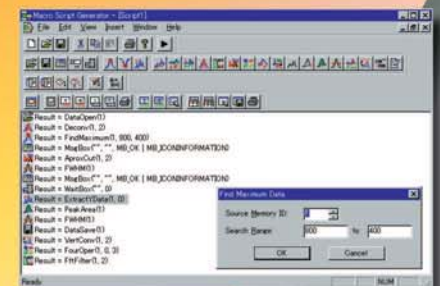 Macro Script Generator - [Script1]
File Edit View Insert Window Help
Result = DataOpen(1)
Result = Deconv(1, 2)
Result = FindMaximum(1, 800, 400)
Result = MsgBox("", "", MB_OK | MB_ICONINFORMATION)
Result = AproxCut(1, 2)
Result = FWHM(1)
Result = MsgBox("", "", MB_OK | MB_ICONINFORMATION)
Result = WaitBox("", 0)
Result = ExtractYData(1, 0)
Result = PeakArea(1)
Result = FWHM(1)
Result = DataSave(1)
Result = VertConv(1, 2)
Result = FourOper(1, 0, 3)
Result = FftFilter(1, 2)
Find Maximum Data
Source Memory ID:
Search Range: 800 to 400
OK Cancel
Ready NUM